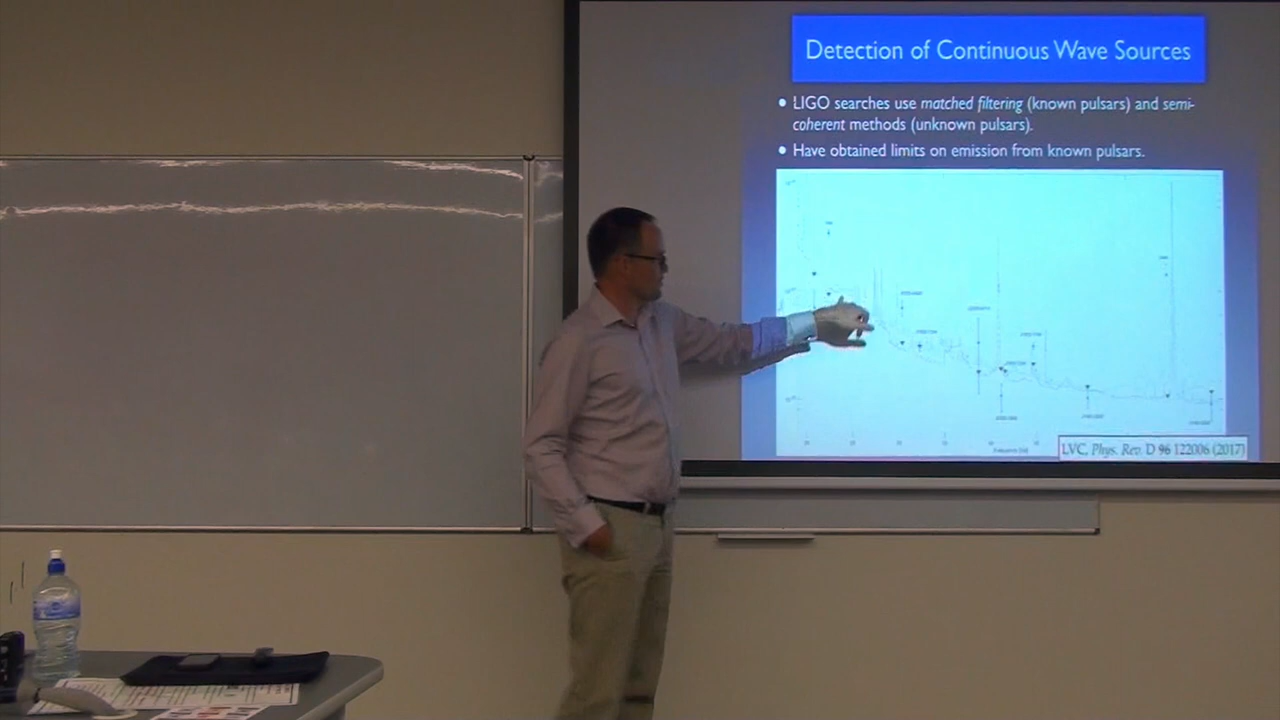 Detection of Continuous Wave Sources
• LIGO searches use matched filtering (known pulsars) and semi-
coherent methods (unknown pulsars).
• Have obtained limits on emission from known pulsars.
LVC, Phys. Rev. D 96 122006 (2017)